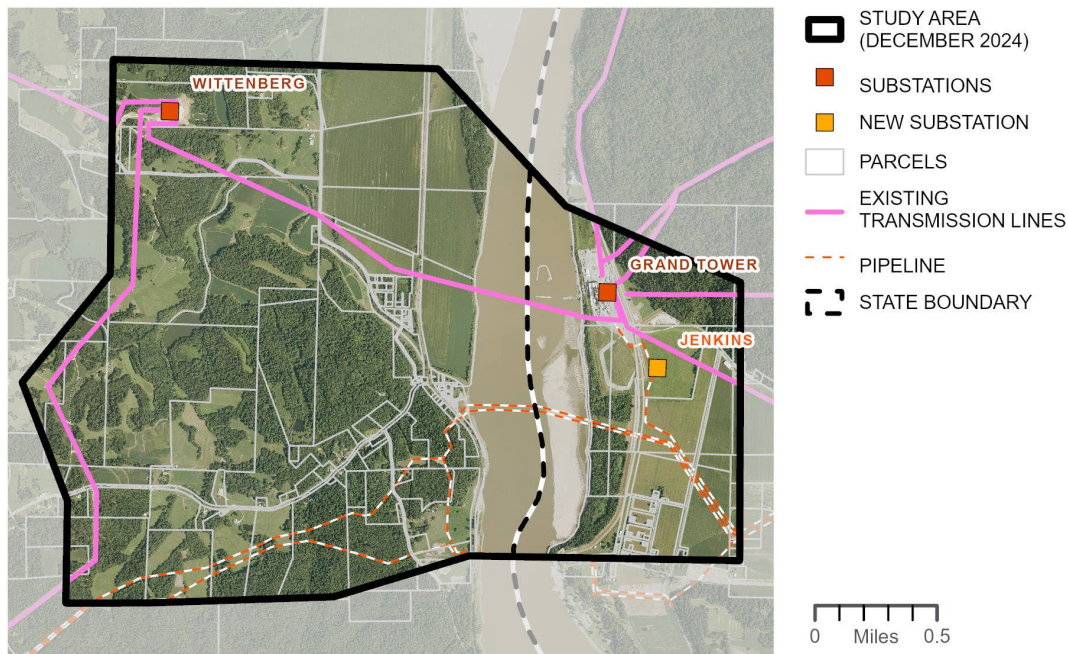 WITTENBERG
GRAND TOWER
JENKINS
STUDY AREA
(DECEMBER 2024)
SUBSTATIONS
NEW SUBSTATION
PARCELS
EXISTING
TRANSMISSION LINES
PIPELINE
STATE BOUNDARY
0 Miles 0.5